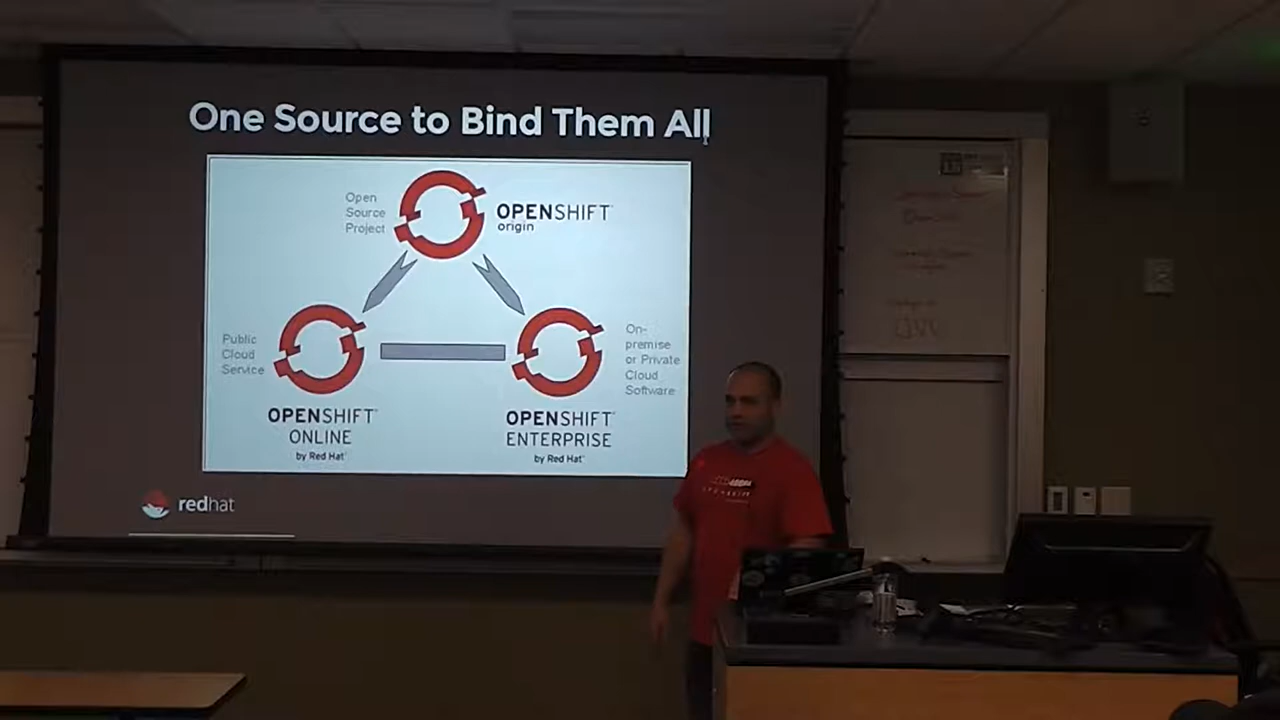 One Source to Bind Them All
Open
Source
Project
OPENSHIFT
origin
Public
Cloud
Service
OPENSHIFT
ONLINE
by Red Hat
On-
premise
or Private
Cloud
Software
OPENSHIFT
ENTERPRISE
by Red Hat
redhat